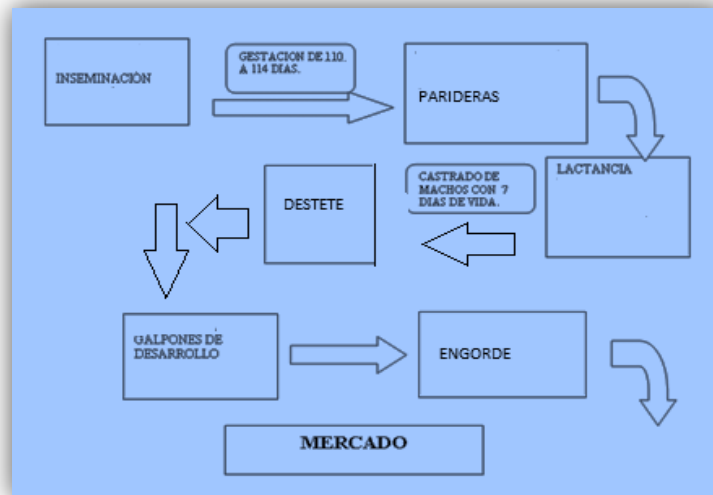 INSEMINACIÓN
GESTACION DE 110.
A 114 DIAS.
PARIDERAS
LACTANCIA
CASTRADO DE
MACHOS CON 7
DIAS DE VIDA.
DESTETE
GALPONES DE
DESARROLLO
ENGORDE
MERCADO